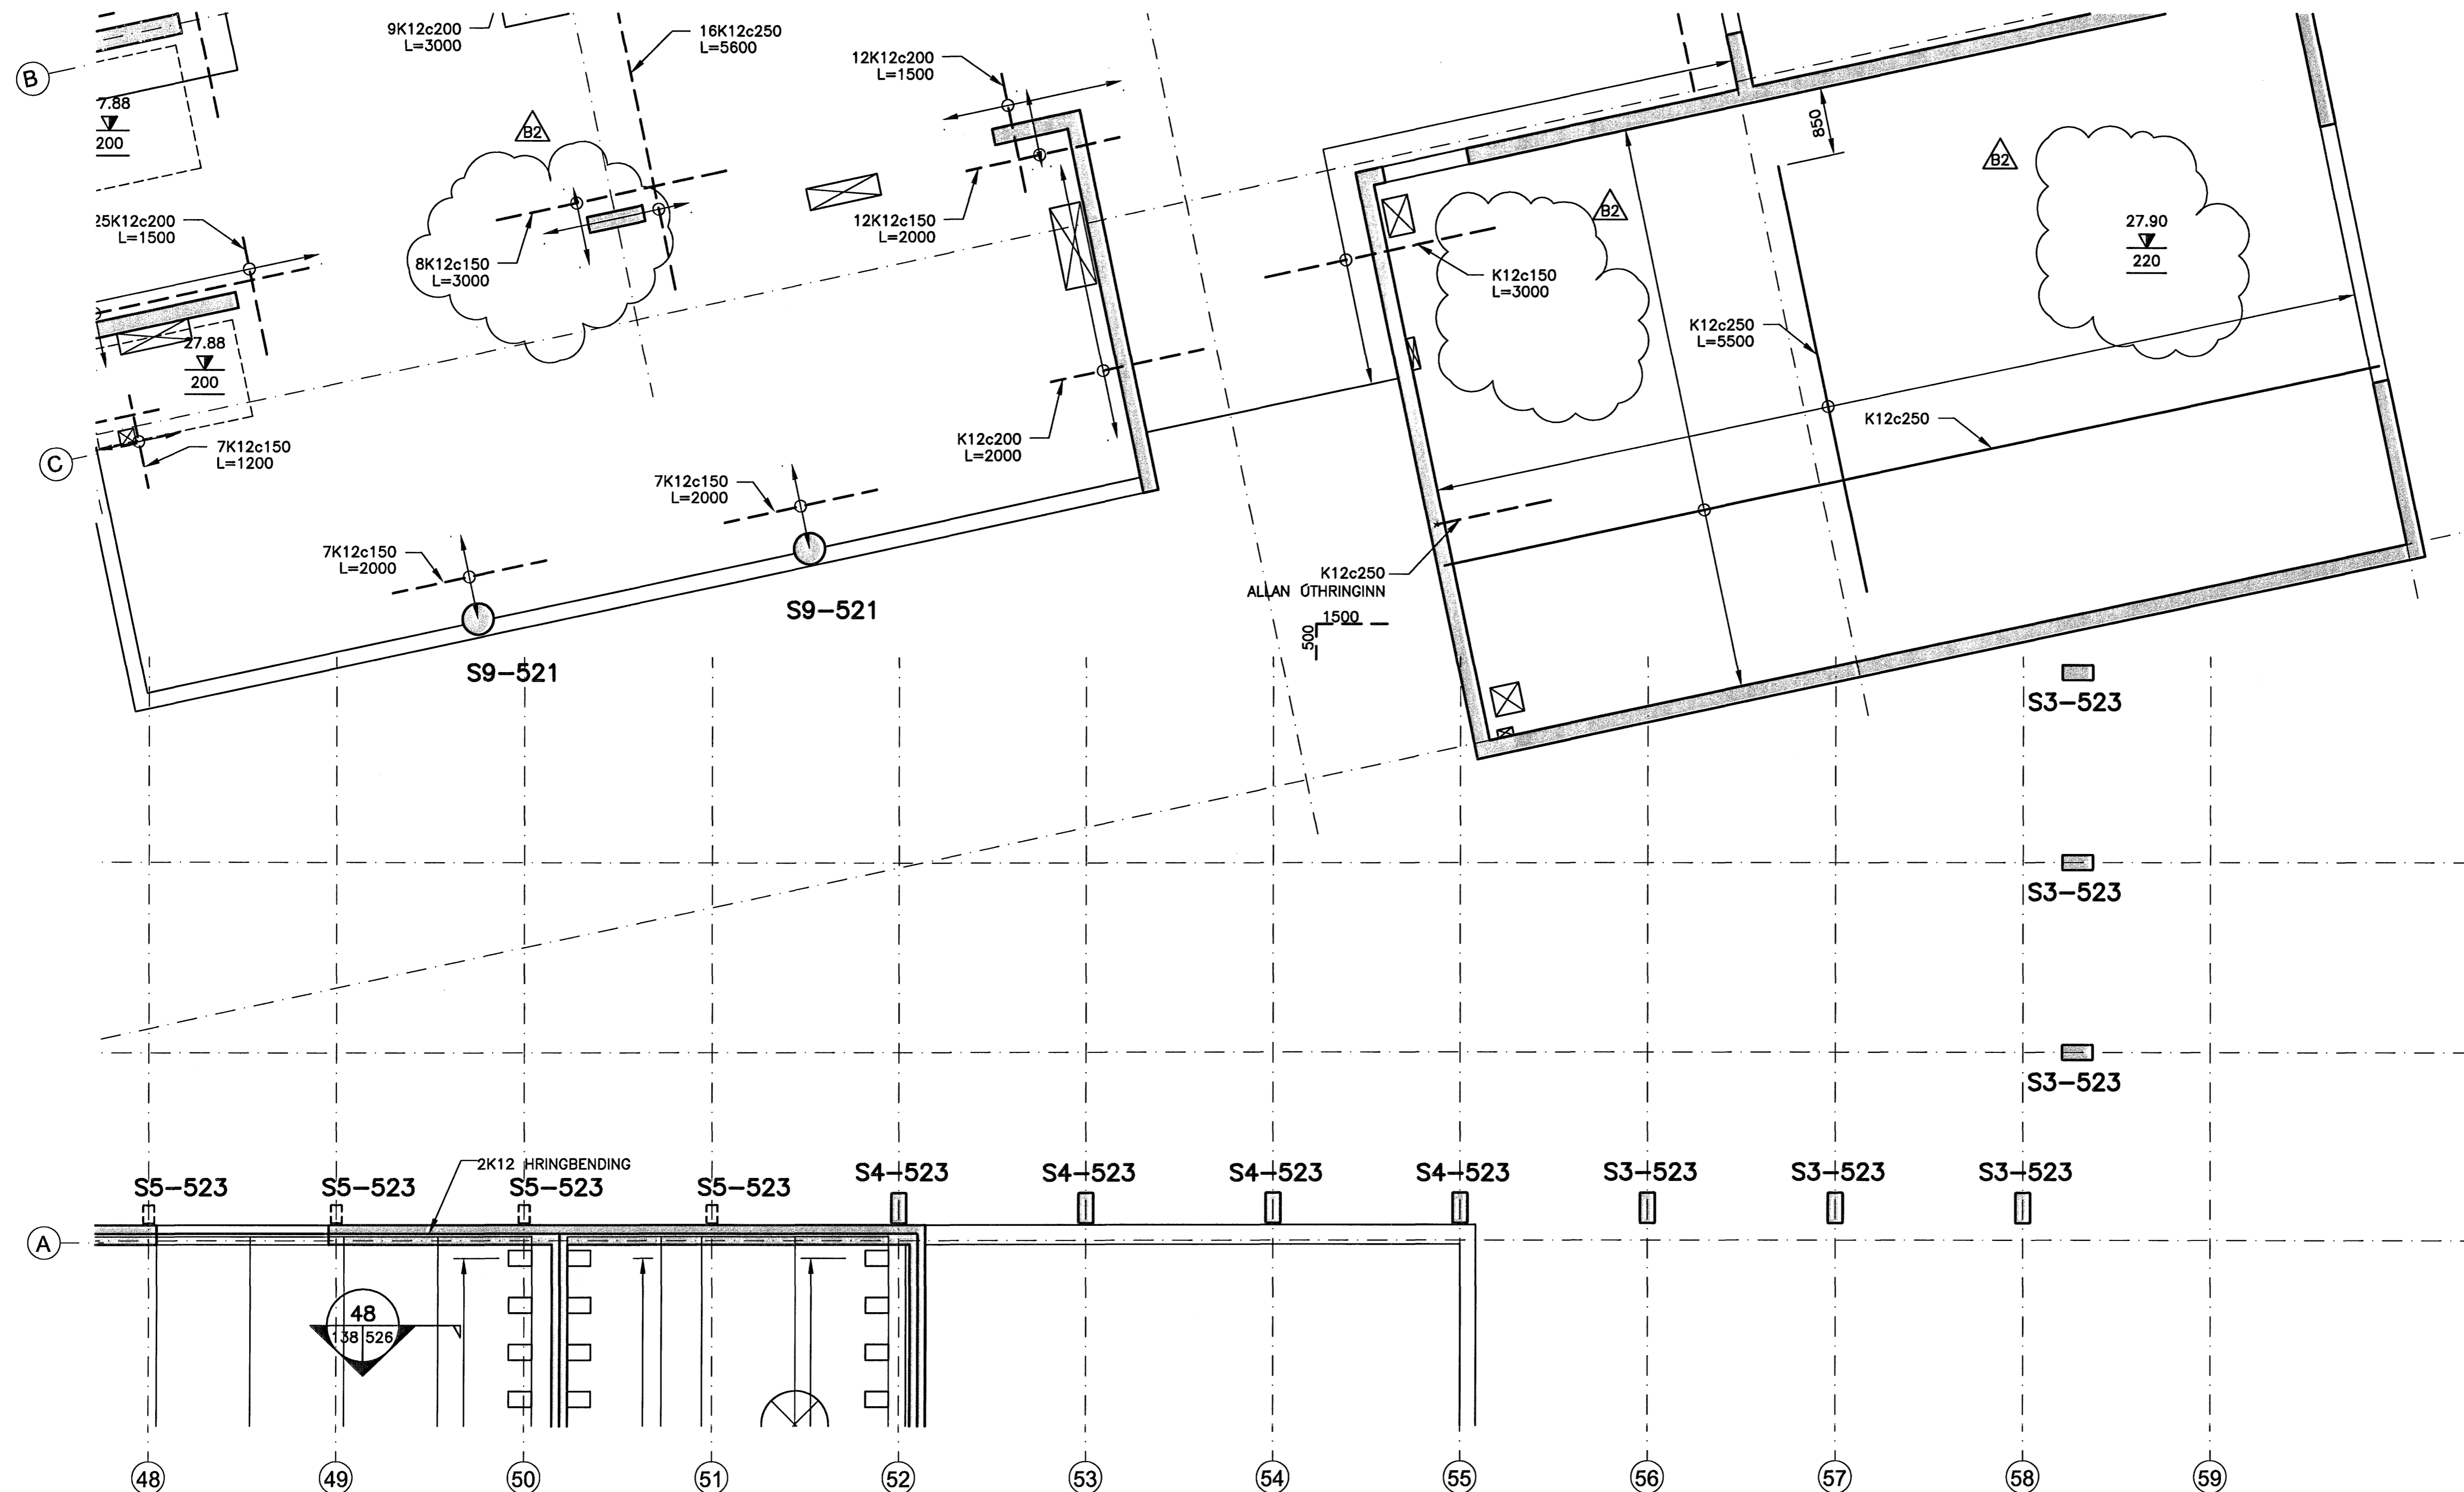 9K12c200
L=3000
16K12c250
L=5600
12K12c200
L=1500
B
7.88
200
B2
850
B2
B2
25K12c200
L=1500
12K12c150
L=2000
27.90
220
8K12c150
L=3000
K12c150
L=3000
K12c250
L=5500
27.88
200
K12c250
C
7K12c150
L=1200
K12c200
L=2000
7K12c150
L=2000
7K12c150
L=2000
K12c250
ALLAN ÚTHRINGINN
1500
500
S9-521
S9-521
S3-523
S3-523
S3-523
2K12 HRINGBENDING
S5-523 S5-523 S5-523 S5-523 S4-523 S4-523 S4-523 S4-523 S3-523 S3-523 S3-523
A
48
138 526
48 49 50 51 52 53 54 55 56 57 58 59